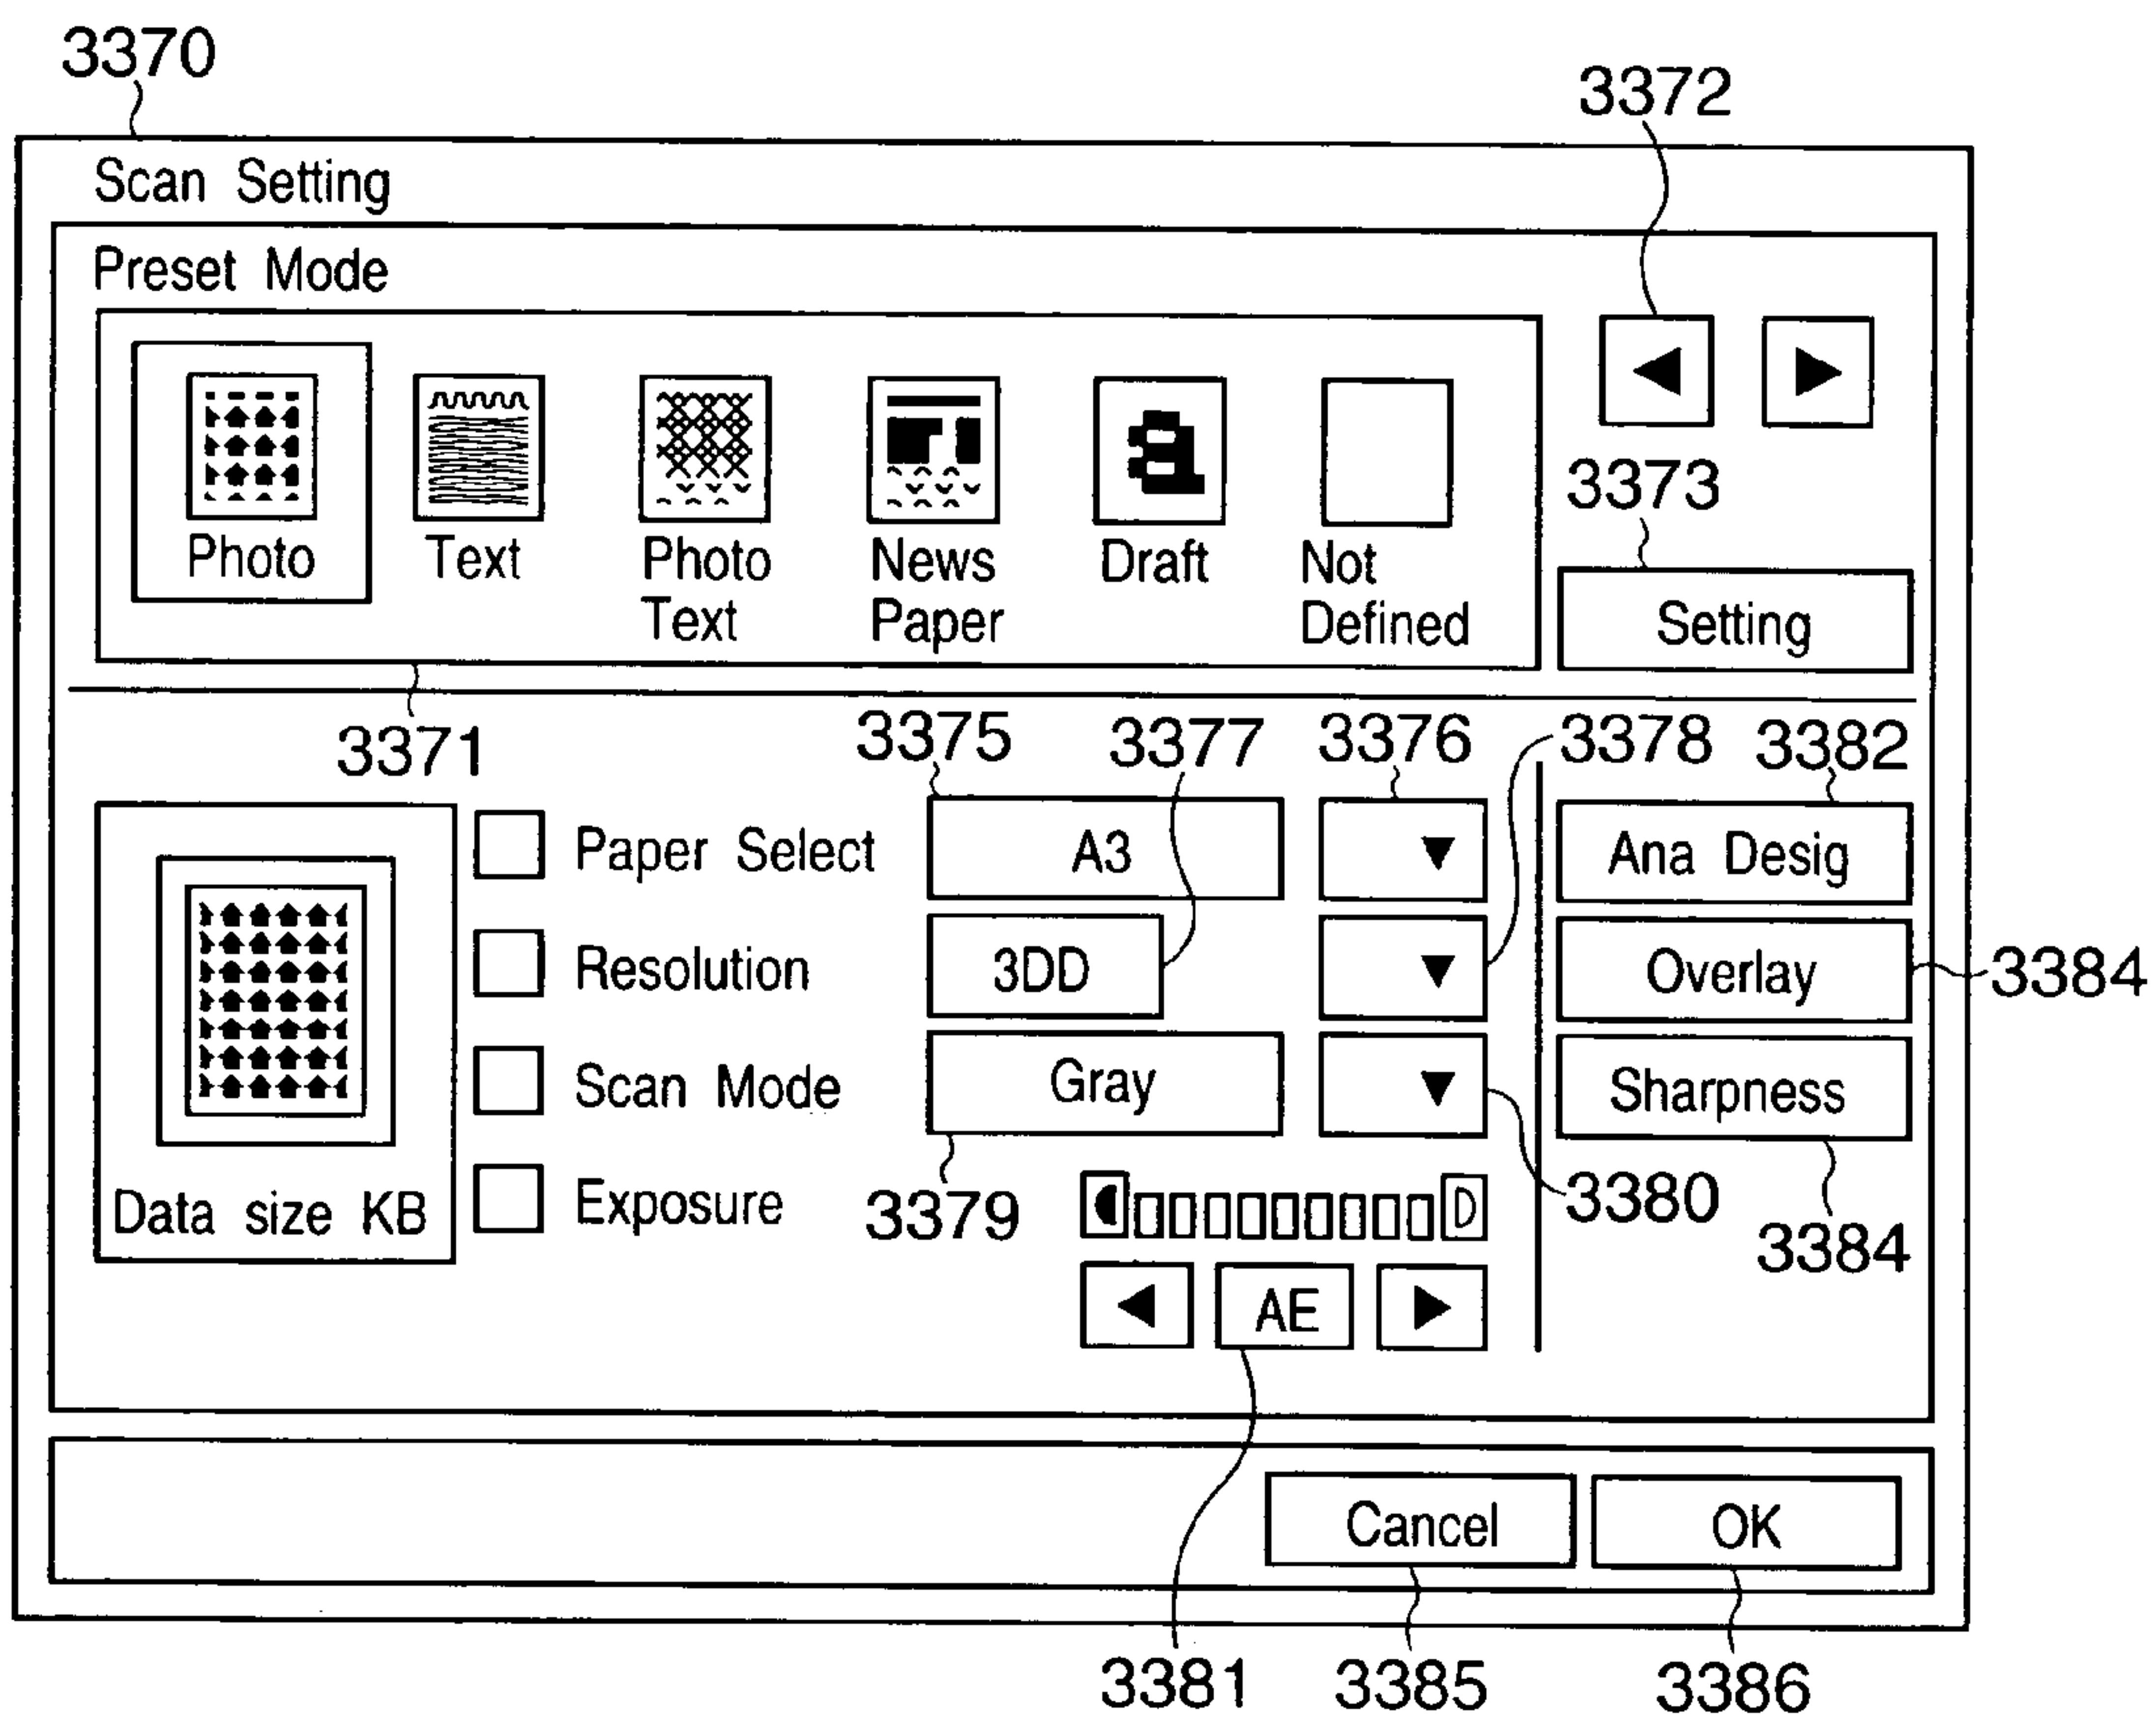 3370
3372
Scan Setting
Preset Mode
3373
Photo
Text
Photo
Text
News
Paper
Draft
Not
Defined
Setting
3371
3375
3377
3376
3378
3382
Paper Select
A3
Ana Desig
Resolution
3DD
Overlay
3384
Scan Mode
Gray
Sharpness
Data size KB
Exposure
3379
3380
3384
AE
Cancel
OK
3381
3385
3386